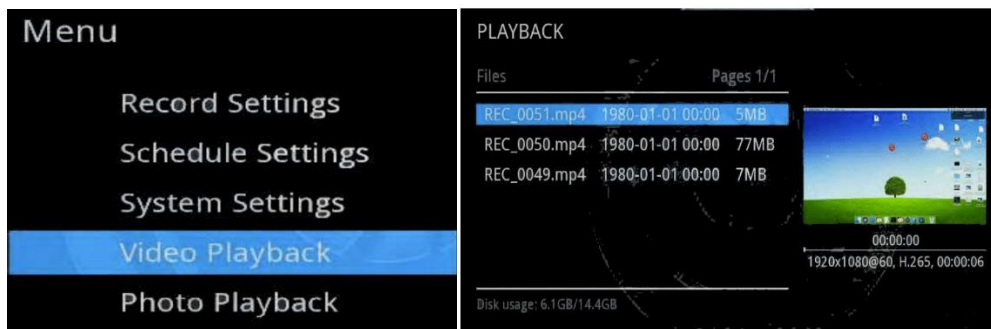 Menu
Record Settings
Schedule Settings
System Settings
Video Playback
Photo Playback
PLAYBACK
Files Pages 1/1
REC_0051.mp4 1980-01-01 00:00 5MB
REC_0050.mp4 1980-01-01 00:00 77MB
REC_0049.mp4 1980-01-01 00:00 7MB
00:00:00
1920x1080@60, H.265, 00:00:06
Disk usage: 6.1GB/14.4GB